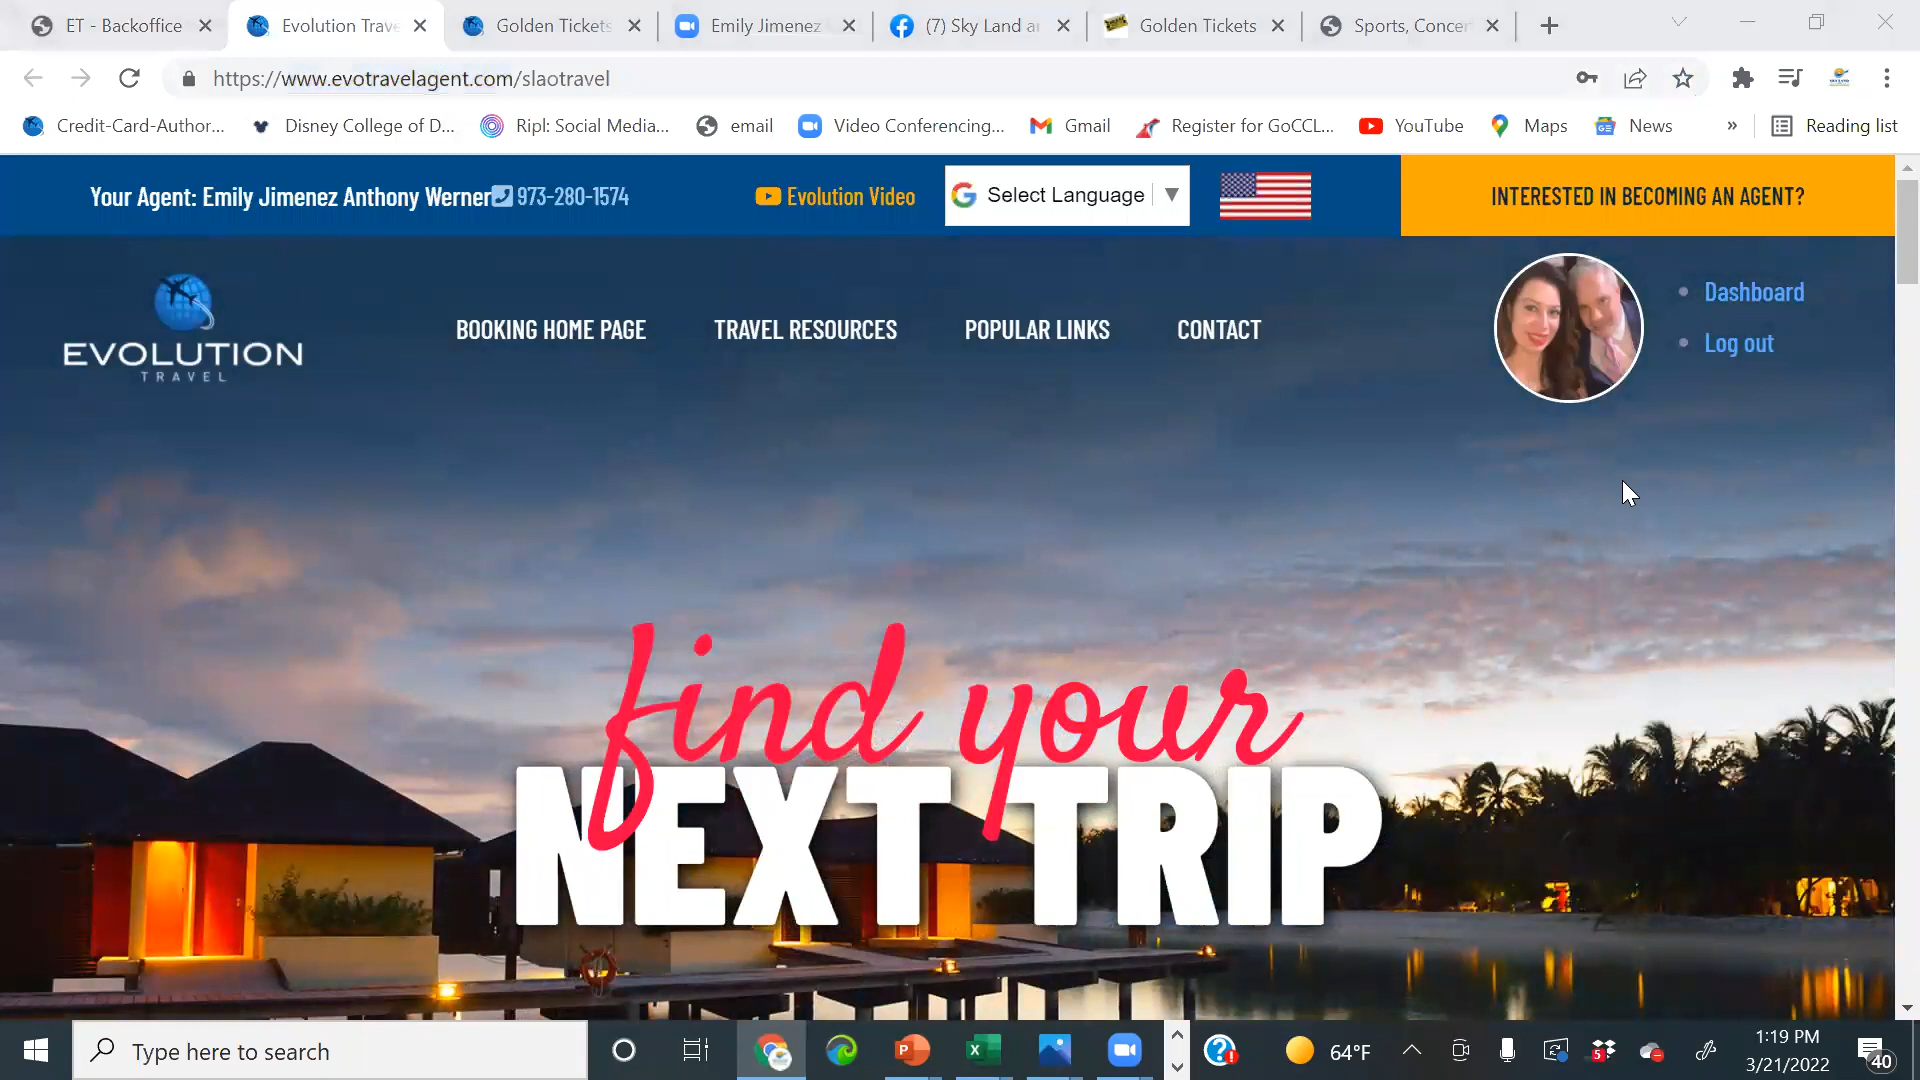 ET - Backoffice
Evolution Trave
Golden Tickets
Emily Jimenez
(7) Sky Land a
Golden Tickets
Sports, Concer
https://www.evotravelagent.com/slaotravel
Credit-Card-Author...
Disney College of D...
Ripl: Social Media...
email
Video Conferencing...
Gmail
Register for GoCCL...
YouTube
Maps
News
»
Reading list
Your Agent: Emily Jimenez Anthony Werner 973-280-1574
Evolution Video
Select Language
INTERESTED IN BECOMING AN AGENT?
EVOLUTION
TRAVEL
BOOKING HOME PAGE
TRAVEL RESOURCES
POPULAR LINKS
CONTACT
Dashboard
Log out
find your
NEXT TRIP
Type here to search
64°F
5
1:19 PM
3/21/2022
40